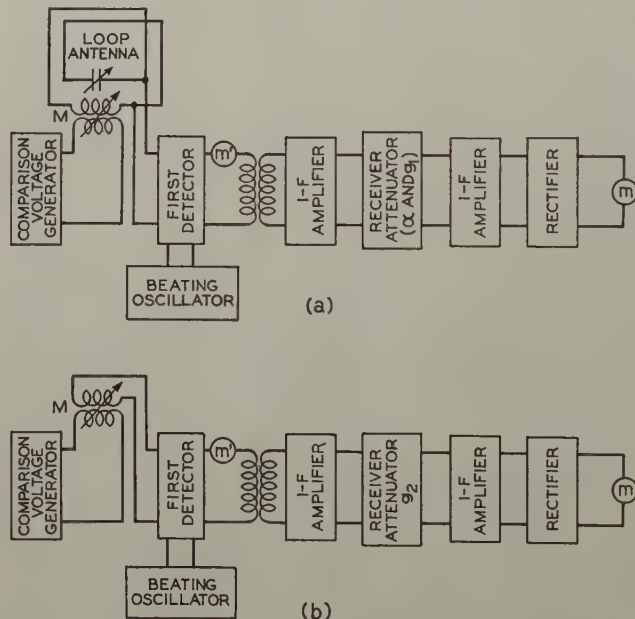 LOOP
ANTENNA
M
COMPARISON
VOLTAGE
GENERATOR
FIRST
DETECTOR
m'
I-F
AMPLIFIER
RECEIVER
ATTENUATOR
(α AND g1)
I-F
AMPLIFIER
RECTIFIER
m
BEATING
OSCILLATOR
(a)
M
COMPARISON
VOLTAGE
GENERATOR
FIRST
DETECTOR
m'
I-F
AMPLIFIER
RECEIVER
ATTENUATOR
g2
I-F
AMPLIFIER
RECTIFIER
m
BEATING
OSCILLATOR
(b)